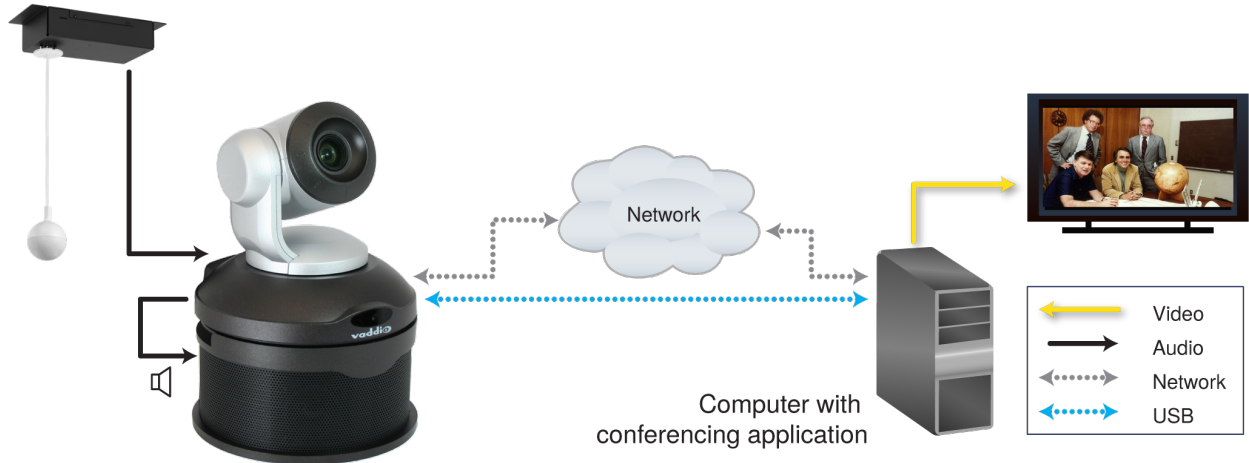 Network
vaddio
Computer with
conferencing application
Video
Audio
Network
USB